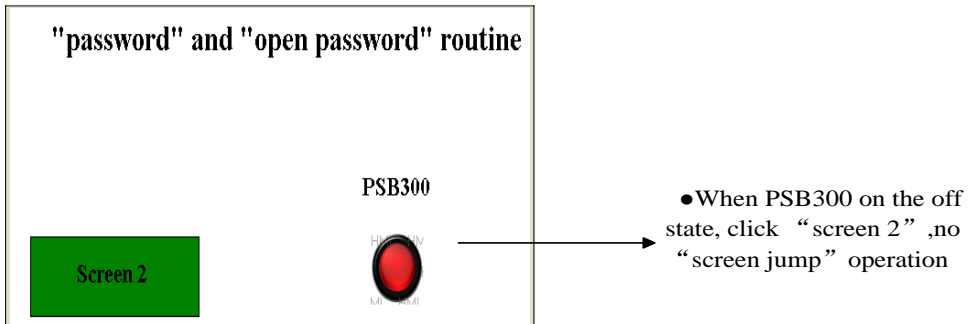 "password" and "open password" routine
PSB300
Screen 2
●When PSB300 on the off
state, click “screen 2” ,no
“screen jump” operation